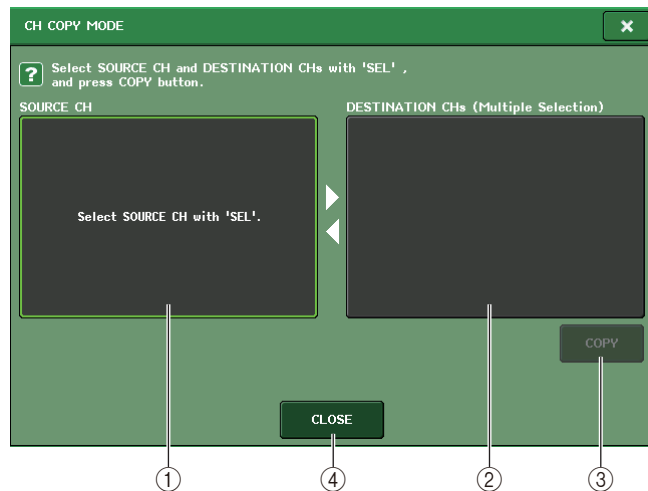 CH COPY MODE
?
Select SOURCE CH and DESTINATION CHs with 'SEL' ,
and press COPY button.
SOURCE CH
DESTINATION CHs (Multiple Selection)
Select SOURCE CH with 'SEL'.
COPY
CLOSE
① ④ ② ③